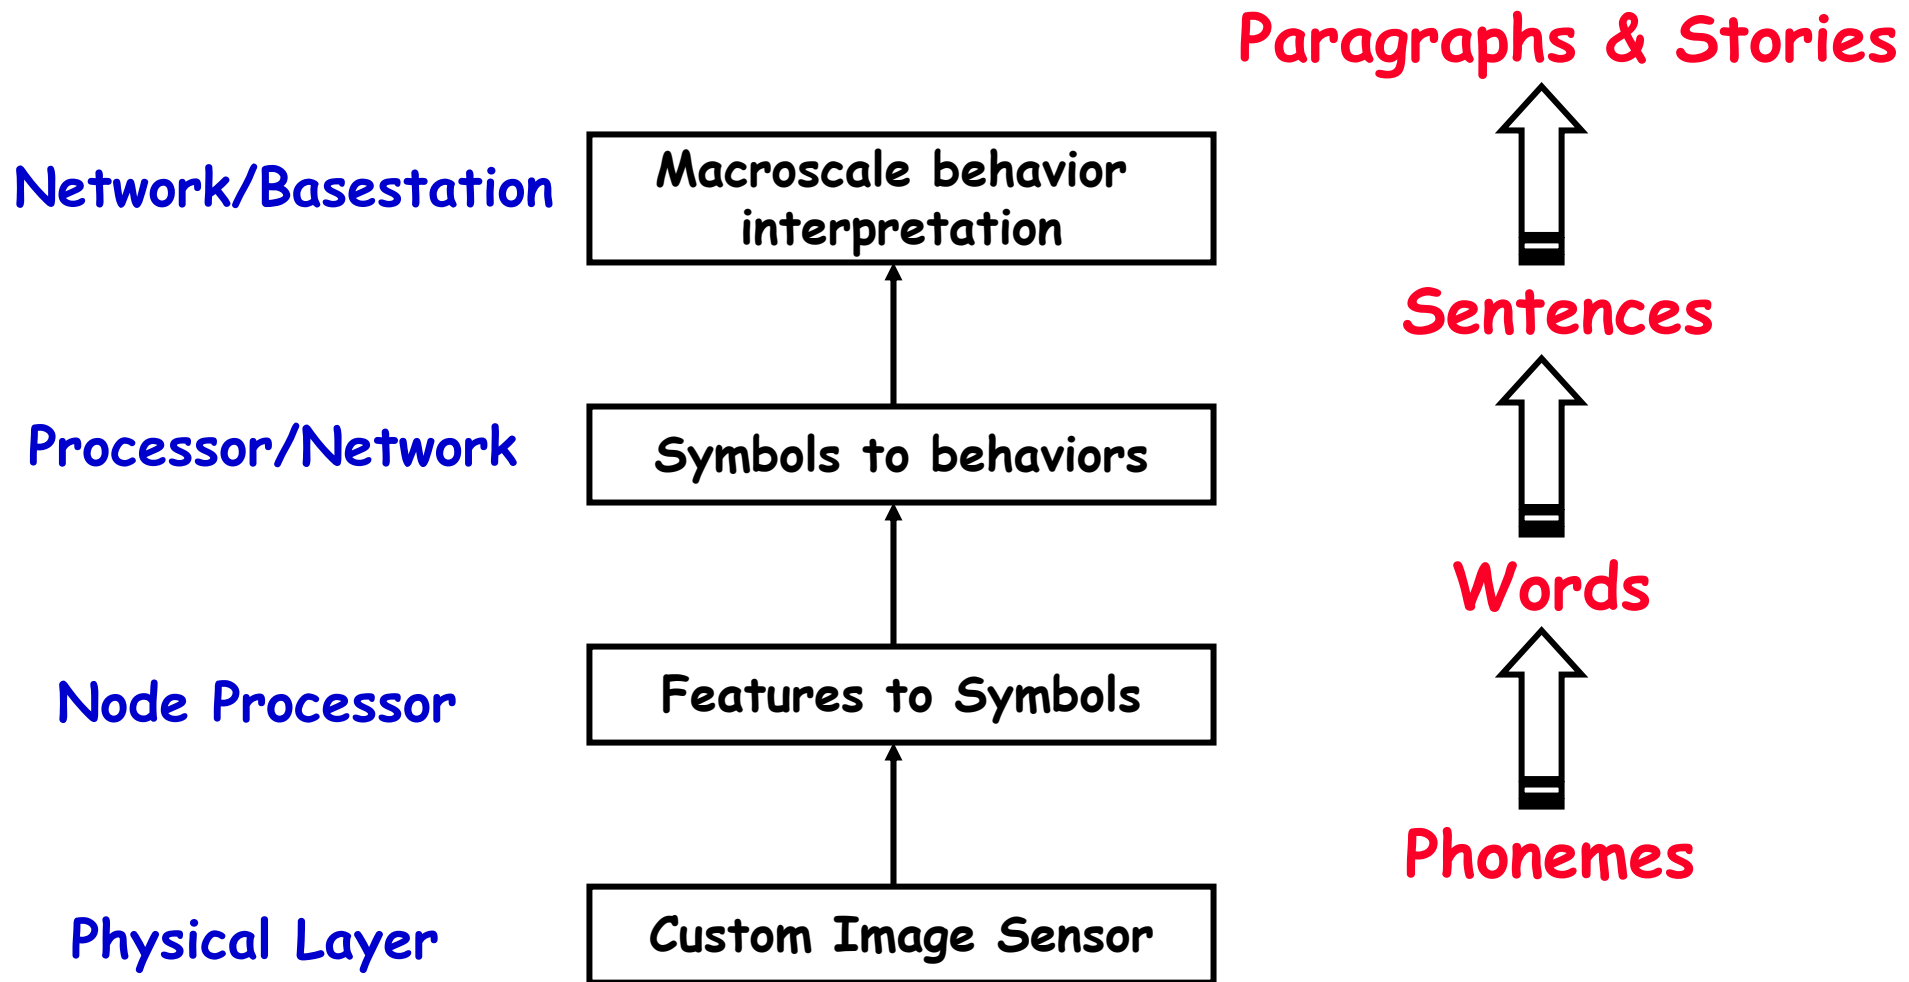 Paragraphs & Stories
Network/Basestation
Macroscale behavior
interpretation
Sentences
Processor/Network
Symbols to behaviors
Words
Node Processor
Features to Symbols
Phonemes
Physical Layer
Custom Image Sensor